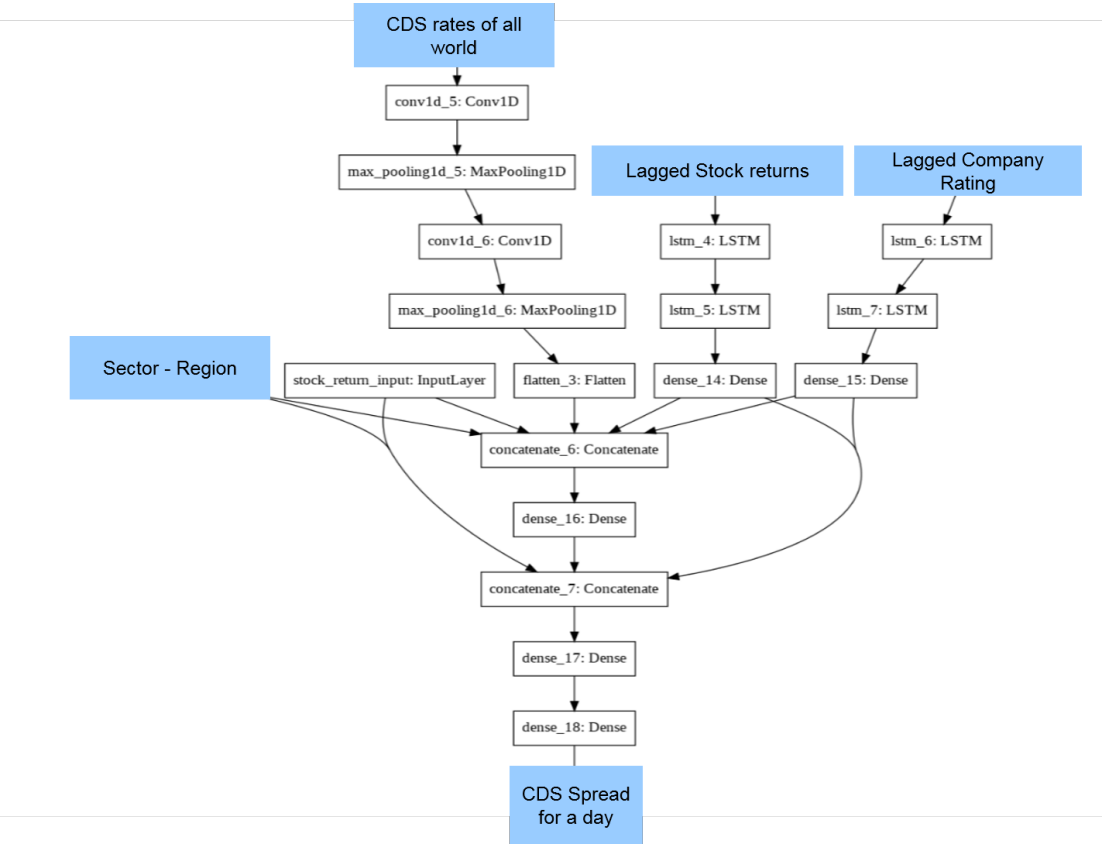 CDS rates of all
world
conv1d_5: Conv1D
max_pooling1d_5: MaxPooling1D
Lagged Stock returns
Lagged Company
Rating
conv1d_6: Conv1D
lstm_4: LSTM
lstm_6: LSTM
max_pooling1d_6: MaxPooling1D
lstm_5: LSTM
lstm_7: LSTM
Sector - Region
stock_return_input: InputLayer
flatten_3: Flatten
dense_14: Dense
dense_15: Dense
concatenate_6: Concatenate
dense_16: Dense
concatenate_7: Concatenate
dense_17: Dense
dense_18: Dense
CDS Spread
for a day